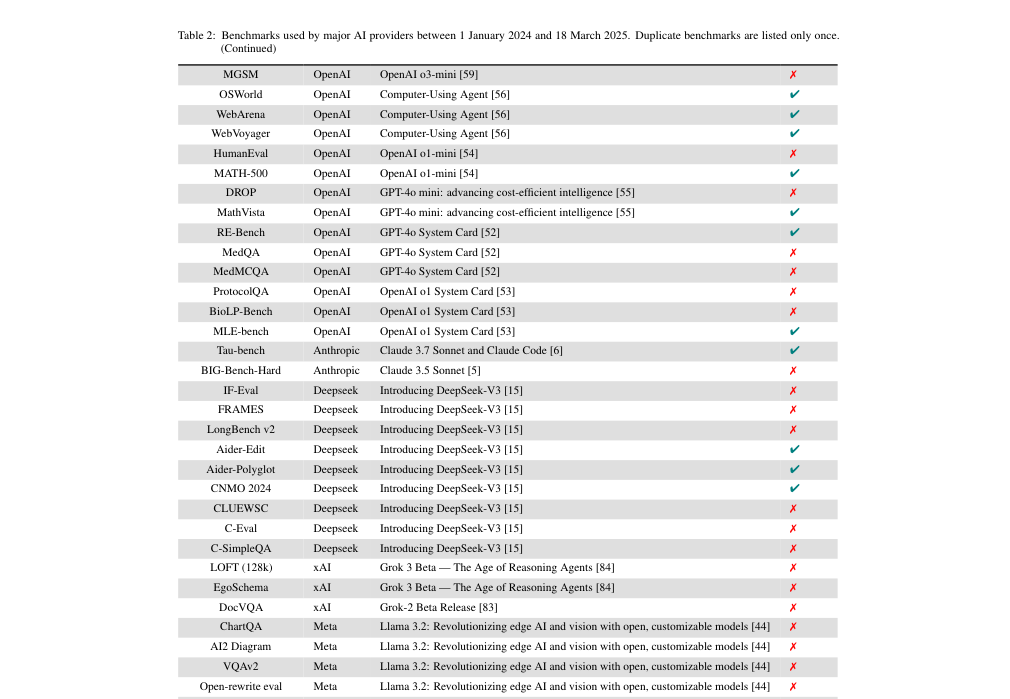 Table 2: Benchmarks used by major AI providers between 1 January 2024 and 18 March 2025. Duplicate benchmarks are listed only once.
(Continued)
MGSM OpenAI OpenAI o3-mini [59] ✗
OSWorld OpenAI Computer-Using Agent [56] ✔
WebArena OpenAI Computer-Using Agent [56] ✔
WebVoyager OpenAI Computer-Using Agent [56] ✔
HumanEval OpenAI OpenAI o1-mini [54] ✗
MATH-500 OpenAI OpenAI o1-mini [54] ✔
DROP OpenAI GPT-4o mini: advancing cost-efficient intelligence [55] ✗
MathVista OpenAI GPT-4o mini: advancing cost-efficient intelligence [55] ✔
RE-Bench OpenAI GPT-4o System Card [52] ✔
MedQA OpenAI GPT-4o System Card [52] ✗
MedMCQA OpenAI GPT-4o System Card [52] ✗
ProtocolQA OpenAI OpenAI o1 System Card [53] ✗
BioLP-Bench OpenAI OpenAI o1 System Card [53] ✗
MLE-bench OpenAI OpenAI o1 System Card [53] ✔
Tau-bench Anthropic Claude 3.7 Sonnet and Claude Code [6] ✔
BIG-Bench-Hard Anthropic Claude 3.5 Sonnet [5] ✗
IF-Eval Deepseek Introducing DeepSeek-V3 [15] ✗
FRAMES Deepseek Introducing DeepSeek-V3 [15] ✗
LongBench v2 Deepseek Introducing DeepSeek-V3 [15] ✗
Aider-Edit Deepseek Introducing DeepSeek-V3 [15] ✔
Aider-Polyglot Deepseek Introducing DeepSeek-V3 [15] ✔
CNMO 2024 Deepseek Introducing DeepSeek-V3 [15] ✔
CLUEWSC Deepseek Introducing DeepSeek-V3 [15] ✗
C-Eval Deepseek Introducing DeepSeek-V3 [15] ✗
C-SimpleQA Deepseek Introducing DeepSeek-V3 [15] ✗
LOFT (128k) xAI Grok 3 Beta — The Age of Reasoning Agents [84] ✗
EgoSchema xAI Grok 3 Beta — The Age of Reasoning Agents [84] ✗
DocVQA xAI Grok-2 Beta Release [83] ✗
ChartQA Meta Llama 3.2: Revolutionizing edge AI and vision with open, customizable models [44] ✗
AI2 Diagram Meta Llama 3.2: Revolutionizing edge AI and vision with open, customizable models [44] ✗
VQAv2 Meta Llama 3.2: Revolutionizing edge AI and vision with open, customizable models [44] ✗
Open-rewrite eval Meta Llama 3.2: Revolutionizing edge AI and vision with open, customizable models [44] ✗